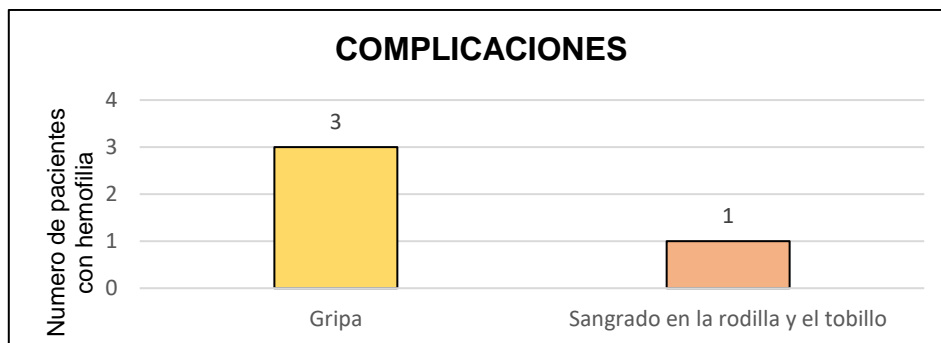 COMPLICACIONES
Numero de pacientes
con hemofilia
4
3
2
1
0
3
1
Gripa
Sangrado en la rodilla y el tobillo